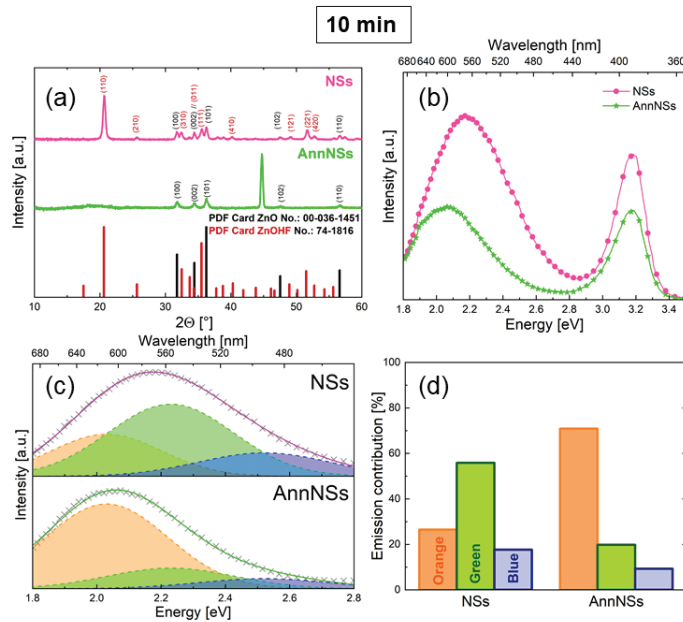 10 min
(a)
NSs
AnnNSs
(110)
(210)
(100)
(310)
(002) // (011)
(111)
(101)
(410)
(102)
(121)
(221)
(420)
(110)
(100)
(002)
(101)
(102)
(110)
PDF Card ZnO No.: 00-036-1451
PDF Card ZnOHF No.: 74-1816
Intensity [a.u.]
10 20 30 40 50 60
2Θ [°]
Wavelength [nm]
680 640 600 560 520 480 440 400 360
(b)
NSs
AnnNSs
Intensity [a.u.]
1.8 2.0 2.2 2.4 2.6 2.8 3.0 3.2 3.4
Energy [eV]
Wavelength [nm]
680 640 600 560 520 480
(c)
NSs
AnnNSs
Intensity [a.u.]
1.8 2.0 2.2 2.4 2.6 2.8
Energy [eV]
(d)
Emission contribution [%]
100
80
60
40
20
0
Orange
Green
Blue
NSs AnnNSs